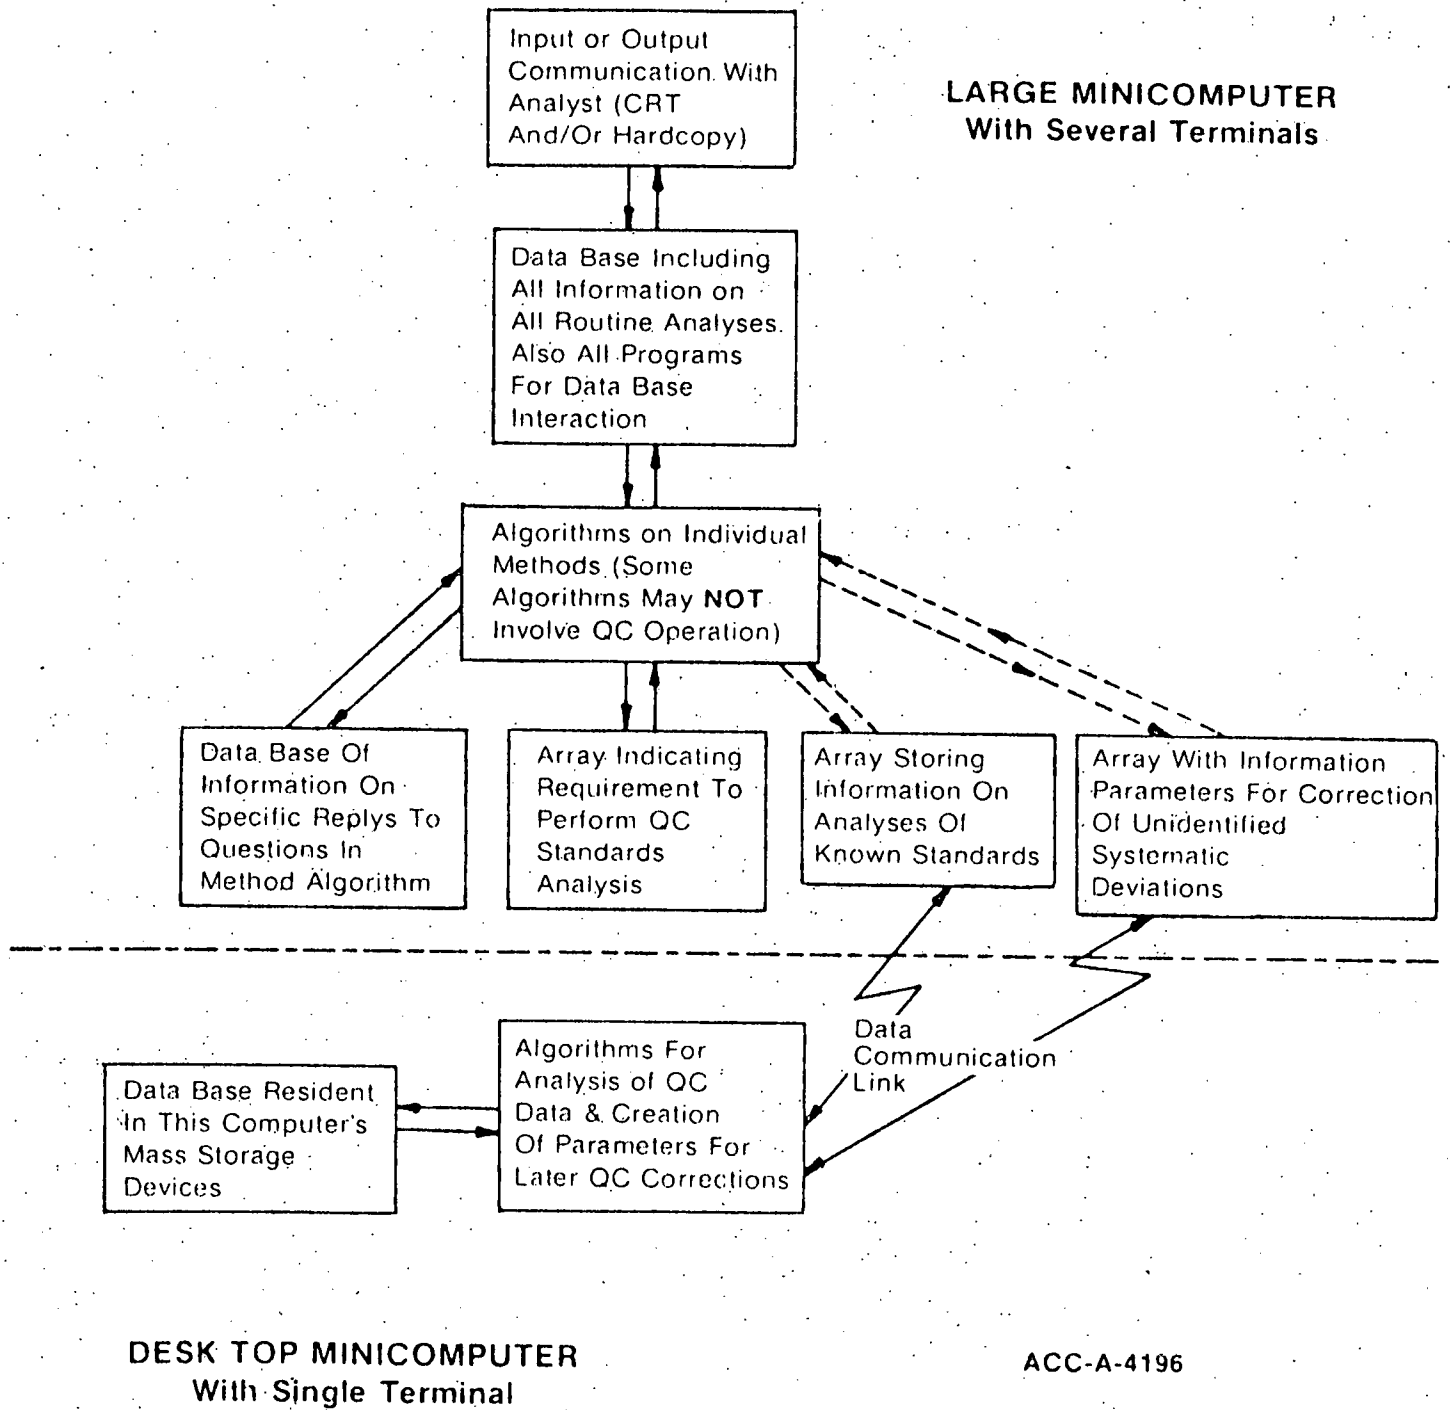 Input or Output
Communication With
Analyst (CRT
And/Or Hardcopy)
LARGE MINICOMPUTER
With Several Terminals
Data Base Including
All Information on
All Routine Analyses.
Also All Programs
For Data Base
Interaction
Algorithms on Individual
Methods (Some
Algorithms May NOT
Involve QC Operation)
Data Base Of
Information On
Specific Replys To
Questions In
Method Algorithm
Array Indicating
Requirement To
Perform QC
Standards
Analysis
Array Storing
Information On
Analyses Of
Known Standards
Array With Information
Parameters For Correction
Of Unidentified
Systematic
Deviations
Data
Communication
Link
Algorithms For
Analysis of QC
Data & Creation
Of Parameters For
Later QC Corrections
Data Base Resident
In This Computer's
Mass Storage
Devices
DESK TOP MINICOMPUTER
With Single Terminal
ACC-A-4196